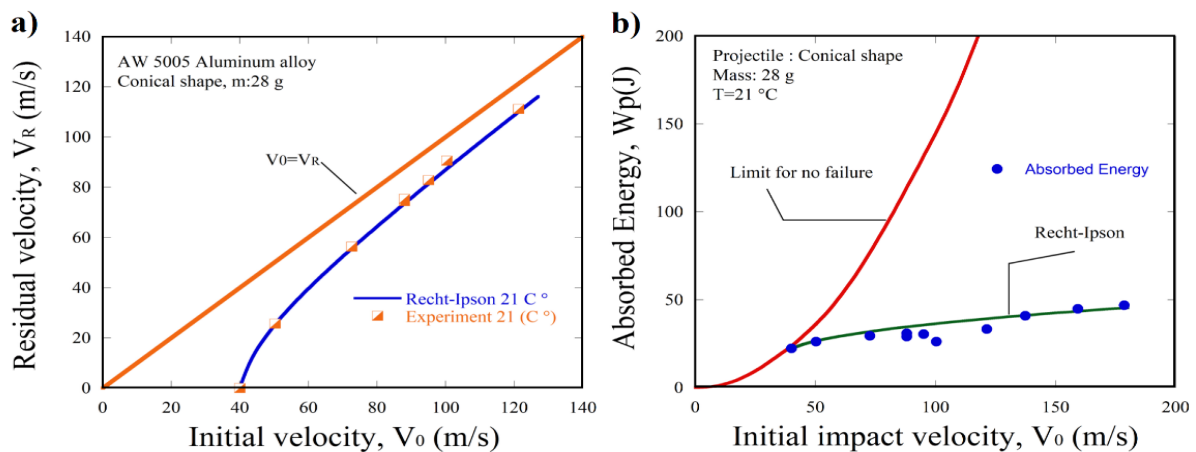 a)
AW 5005 Aluminum alloy
Conical shape, m:28 g
V0=VR
Recht-Ipson 21 C °
Experiment 21 (C °)
Residual velocity, VR (m/s)
140
120
100
80
60
40
20
0
0 20 40 60 80 100 120 140
Initial velocity, V0 (m/s)
b)
Projectile : Conical shape
Mass: 28 g
T=21 °C
Limit for no failure
Absorbed Energy
Recht-Ipson
Absorbed Energy, Wp(J)
200
150
100
50
0
0 50 100 150 200
Initial impact velocity, V0 (m/s)